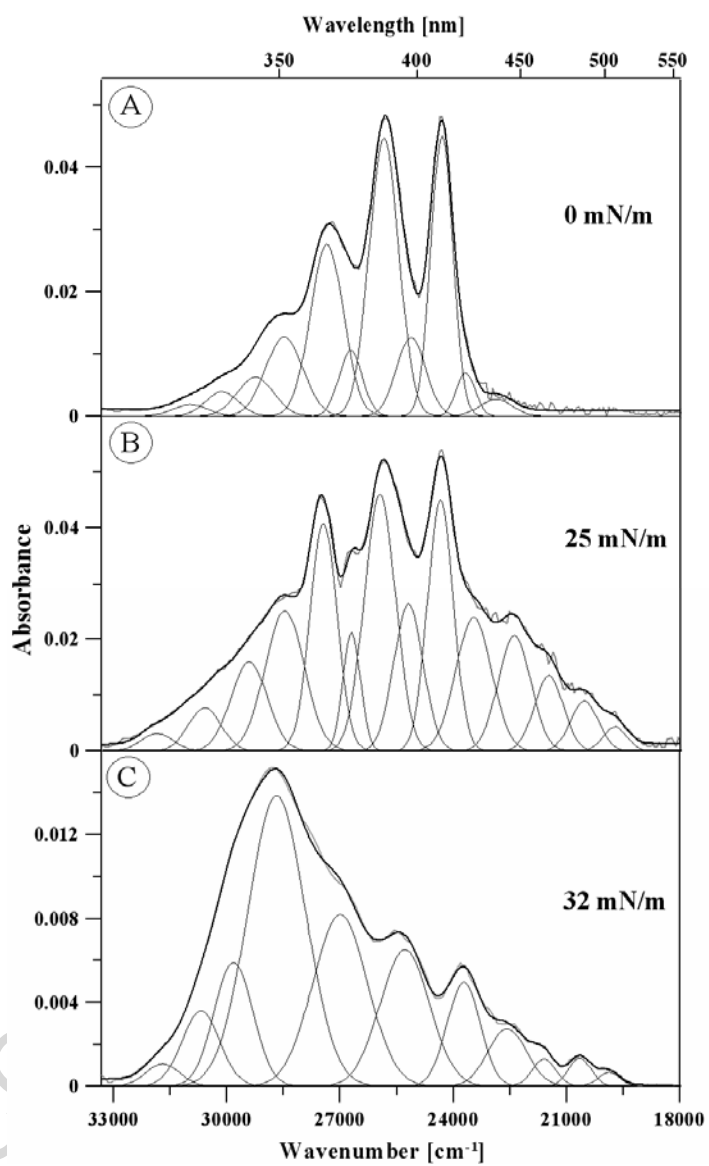 Wavelength [nm]
350 400 450 500 550
A
0.04
0 mN/m
0.02
0
B
0.04
25 mN/m
Absorbance
0.02
0
C
0.012
32 mN/m
0.008
0.004
0
33000 30000 27000 24000 21000 18000
Wavenumber [cm⁻¹]